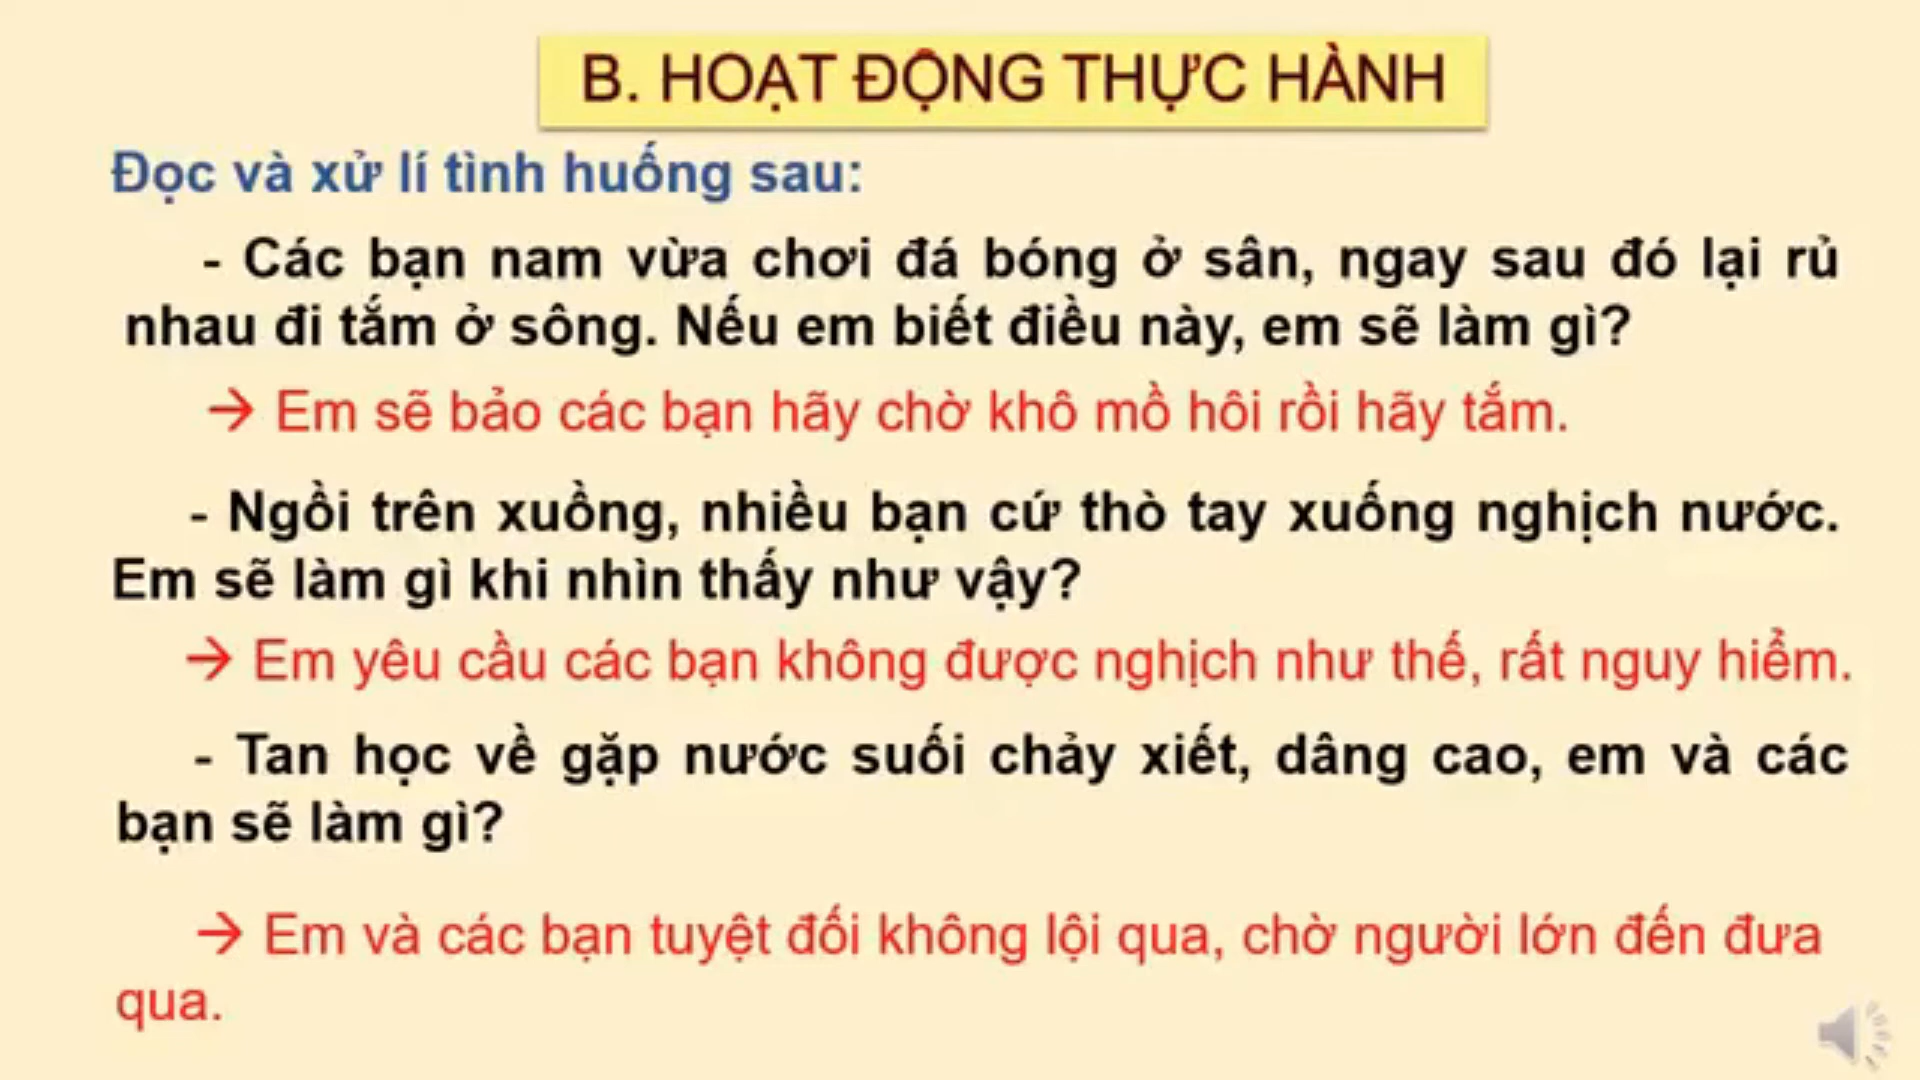 B. HOẠT ĐỘNG THỰC HÀNH
Đọc và xử lí tình huống sau:
- Các bạn nam vừa chơi đá bóng ở sân, ngay sau đó lại rủ
nhau đi tắm ở sông. Nếu em biết điều này, em sẽ làm gì?
→ Em sẽ bảo các bạn hãy chờ khô mồ hôi rồi hãy tắm.
- Ngồi trên xuồng, nhiều bạn cứ thò tay xuống nghịch nước.
Em sẽ làm gì khi nhìn thấy như vậy?
→ Em yêu cầu các bạn không được nghịch như thế, rất nguy hiểm.
- Tan học về gặp nước suối chảy xiết, dâng cao, em và các
bạn sẽ làm gì?
→ Em và các bạn tuyệt đối không lội qua, chờ người lớn đến đưa
qua.